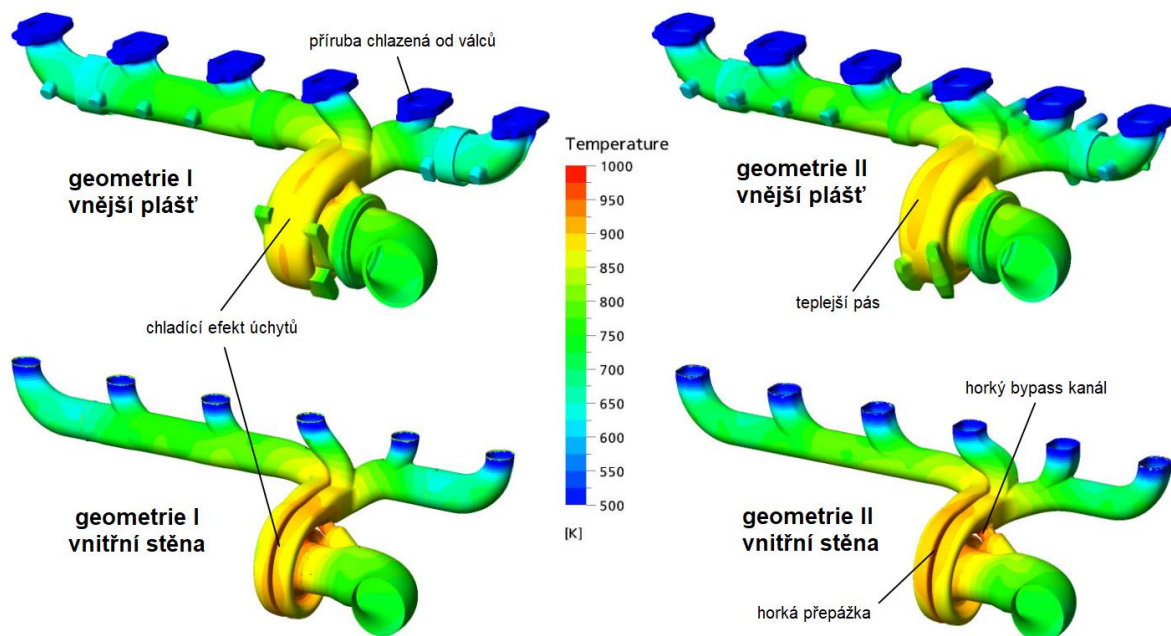 příruba chlazená od válců
geometrie I
vnější plášť
chladící efekt úchytů
geometrie I
vnitřní stěna
Temperature
1000
950
900
850
800
750
700
650
600
550
500
[K]
geometrie II
vnější plášť
teplejší pás
horký bypass kanál
geometrie II
vnitřní stěna
horká přepážka